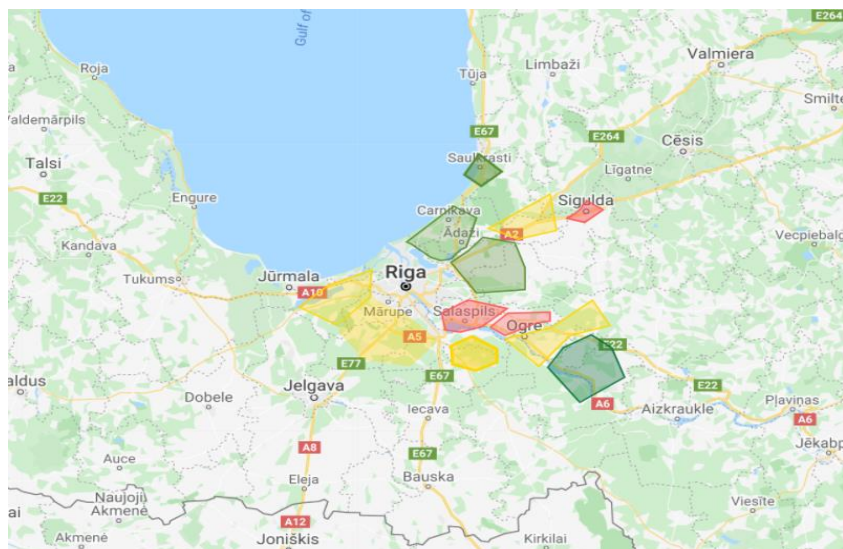 Gulf of
E264
Valmiera
Limbaži
Roja
Tūja
Smilte
Valdemārpils
E67
E264
Cēsis
Saulkrasti
Talsi
Līgatne
E22
Engure
Sigulda
Carnikava
Ādaži
A2
Kandava
Vecpiebalg
Riga
Tukums
Jūrmala
A10
Mārupe
Salaspils
Ogre
A5
E22
E77
E67
aldus
Jelgava
E22
Dobele
A6
Pļaviņas
Iecava
Aizkraukle
A6
A8
E67
Jēkabp
Auce
Eleja
Bauska
Naujoji
Akmenė
Viesīte
ai
A12
Akmenė
Joniškis
Kirkilai